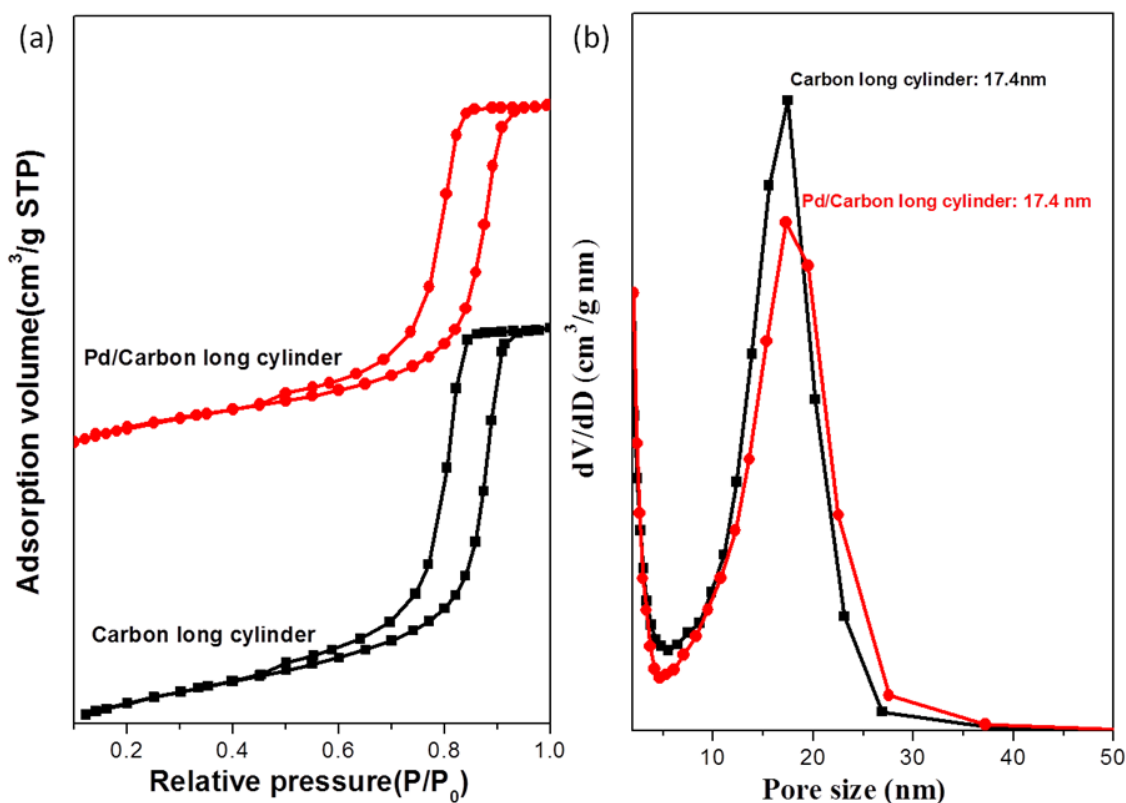 (a)
Adsorption volume(cm³/g STP)
Pd/Carbon long cylinder
Carbon long cylinder
0.2 0.4 0.6 0.8 1.0
Relative pressure(P/P₀)
(b)
dV/dD (cm³/g nm)
Carbon long cylinder: 17.4nm
Pd/Carbon long cylinder: 17.4 nm
10 20 30 40 50
Pore size (nm)